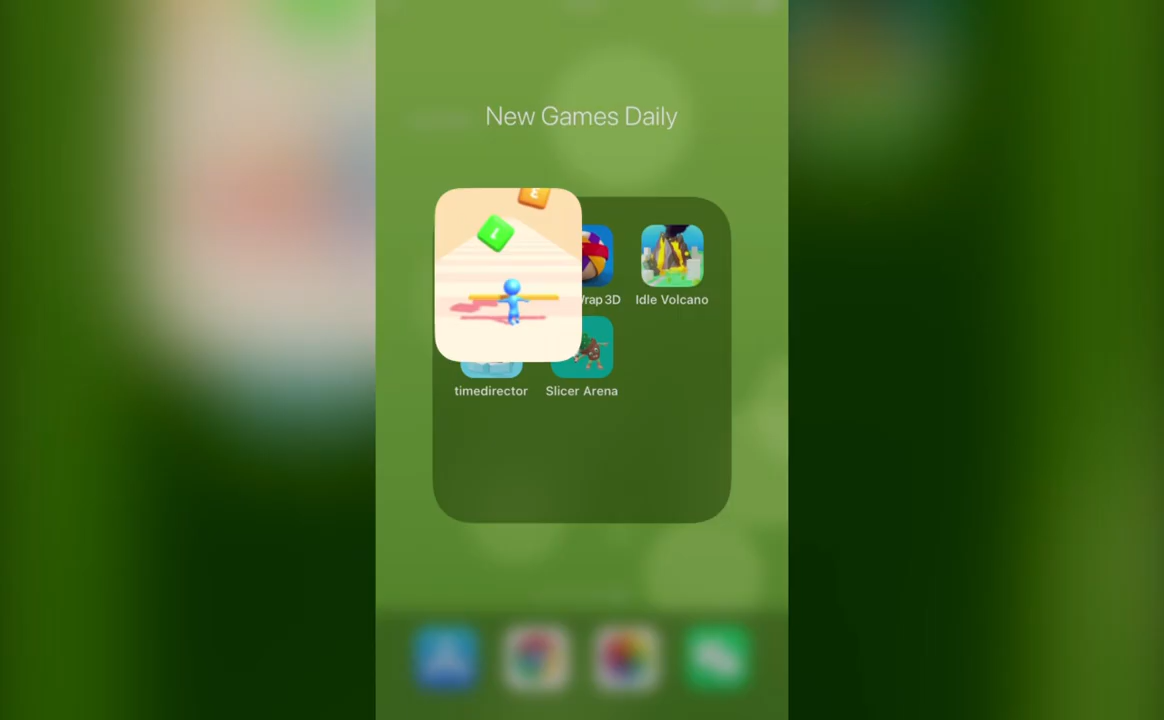 New Games Daily
Wrap 3D
Idle Volcano
timedirector
Slicer Arena